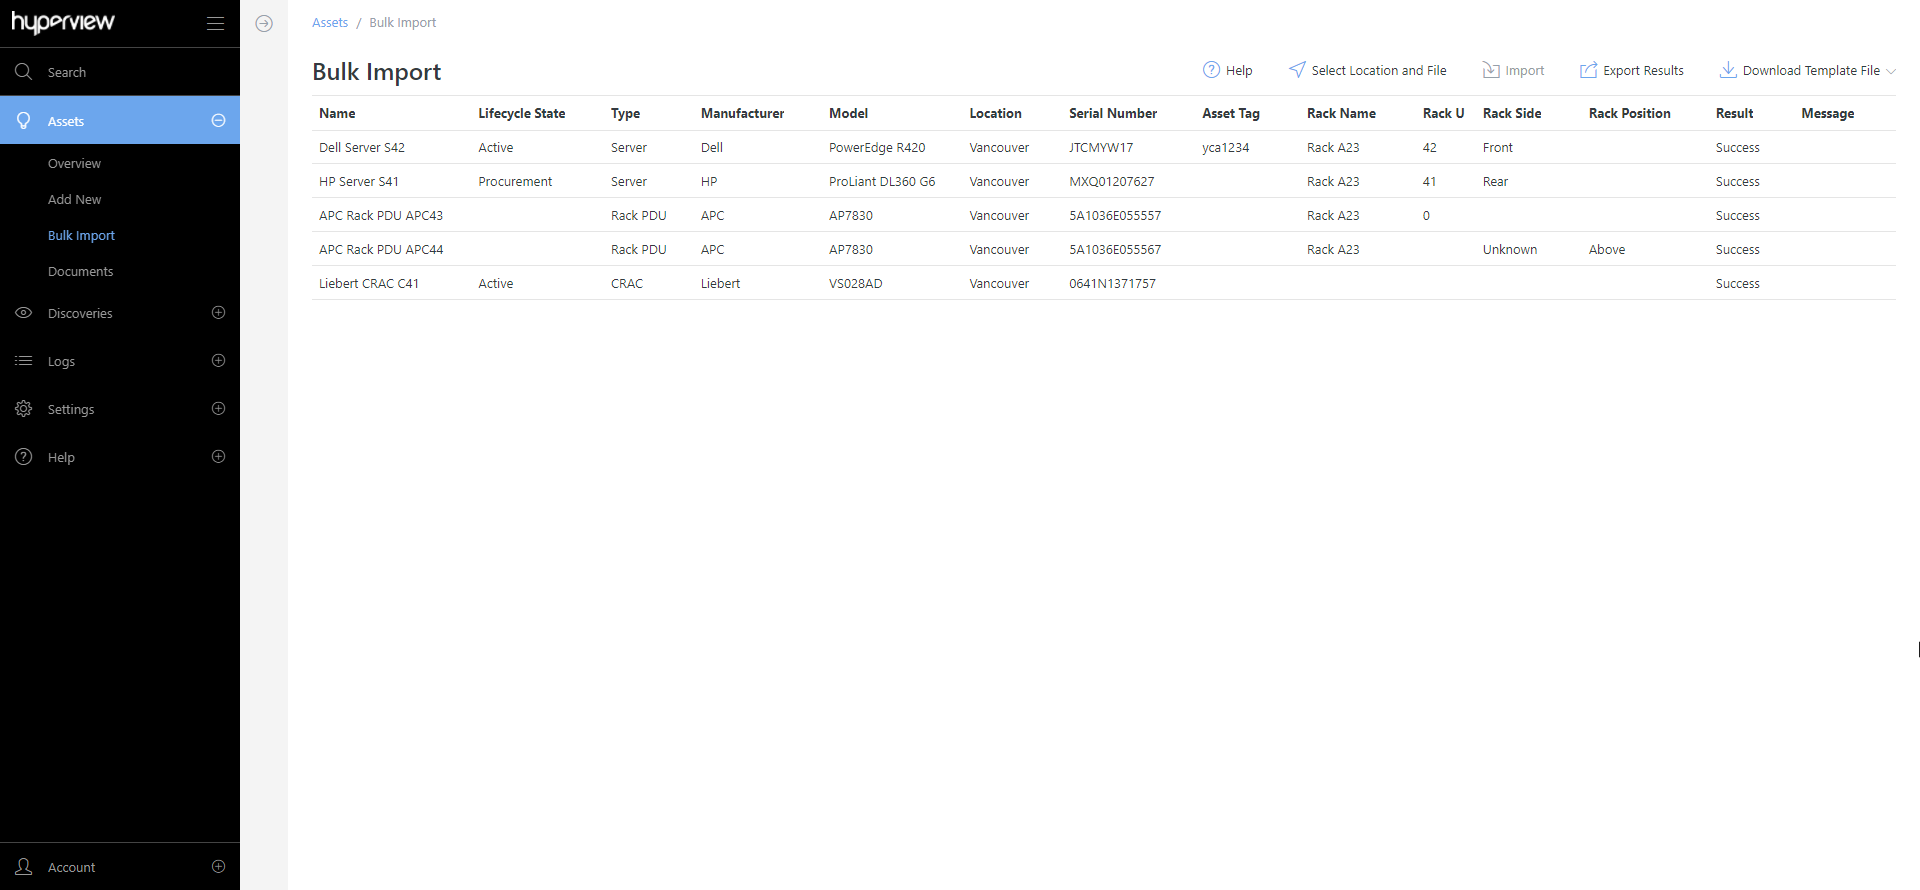 hyperview
Search
Assets
Overview
Add New
Bulk Import
Documents
Discoveries
Logs
Settings
Help
Account
Assets / Bulk Import
Bulk Import
Help Select Location and File Import Export Results Download Template File
Name Lifecycle State Type Manufacturer Model Location Serial Number Asset Tag Rack Name Rack U Rack Side Rack Position Result Message
Dell Server S42 Active Server Dell PowerEdge R420 Vancouver JTCMYW17 yca1234 Rack A23 42 Front Success
HP Server S41 Procurement Server HP ProLiant DL360 G6 Vancouver MXQ01207627 Rack A23 41 Rear Success
APC Rack PDU APC43 Rack PDU APC AP7830 Vancouver 5A1036E055557 Rack A23 0 Success
APC Rack PDU APC44 Rack PDU APC AP7830 Vancouver 5A1036E055567 Rack A23 Unknown Above Success
Liebert CRAC C41 Active CRAC Liebert VS028AD Vancouver 0641N1371757 Success